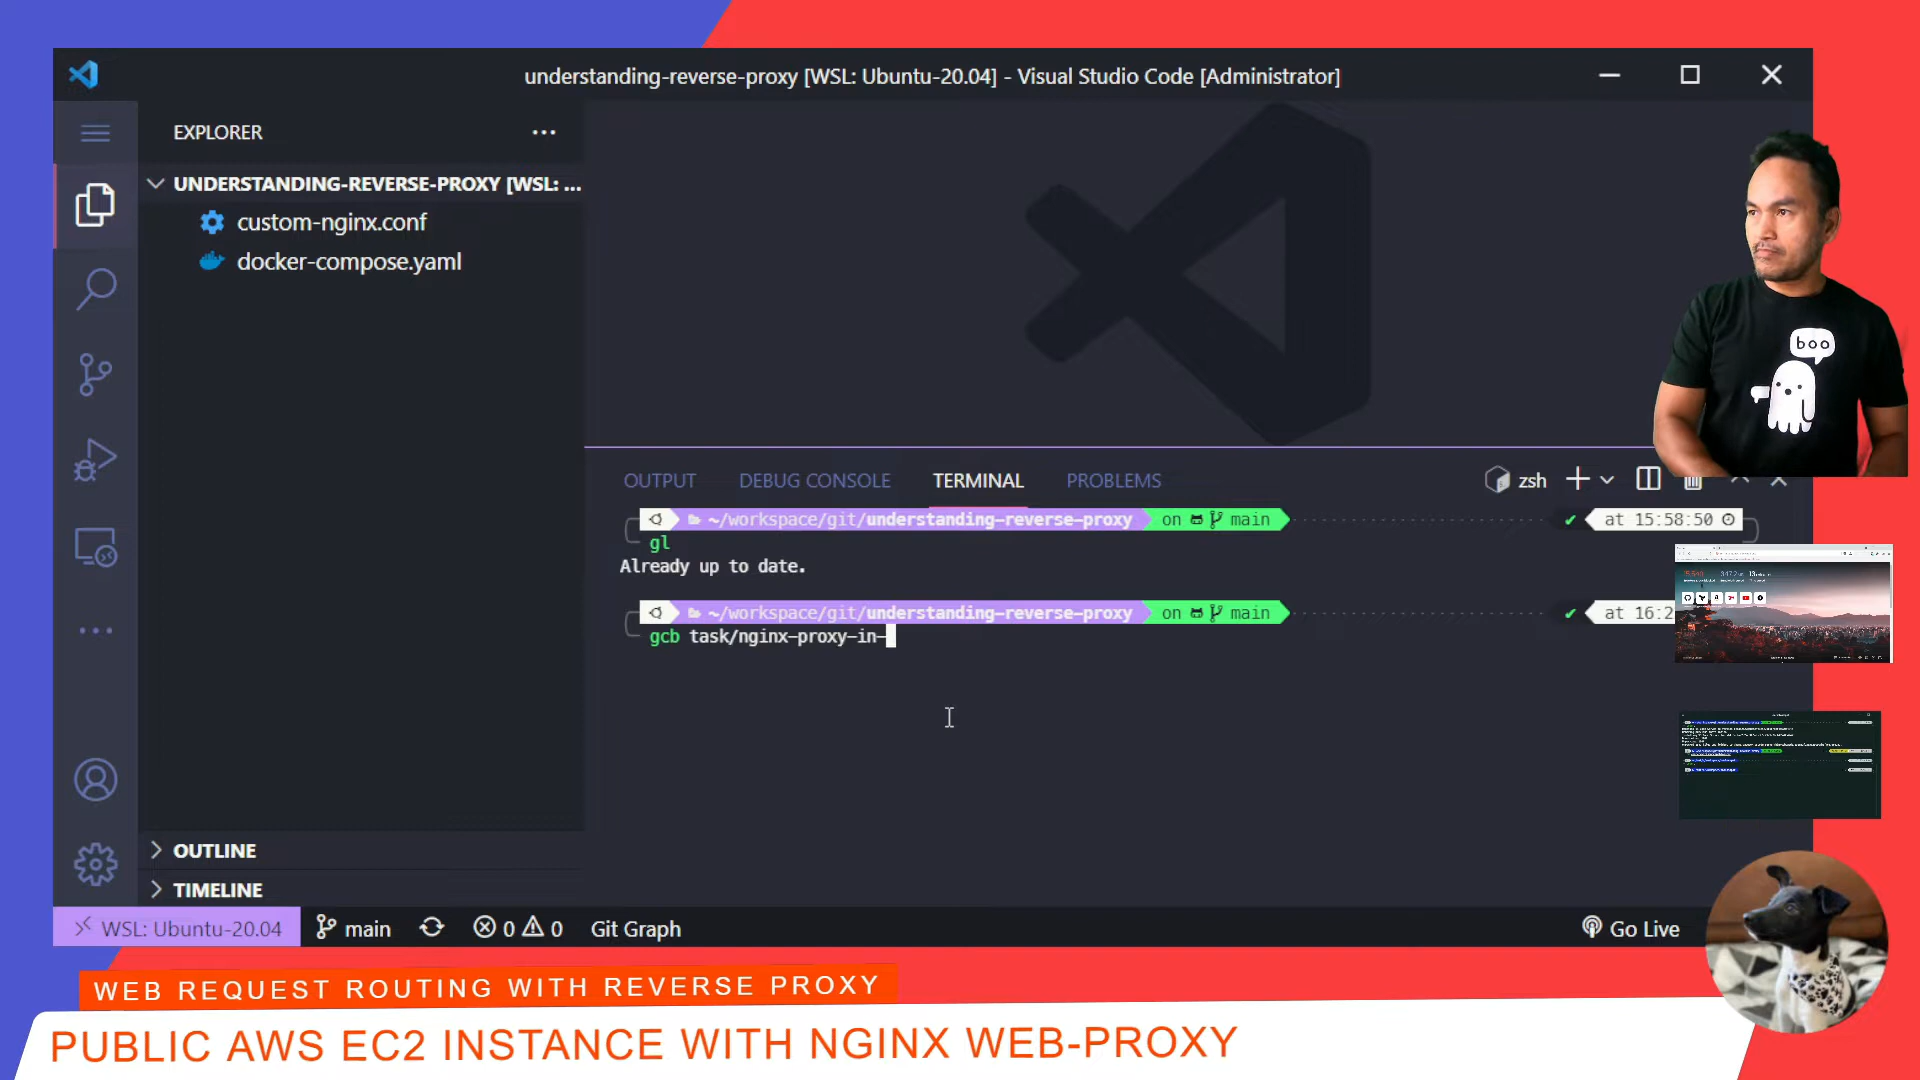 understanding-reverse-proxy [WSL: Ubuntu-20.04] - Visual Studio Code [Administrator]
EXPLORER
UNDERSTANDING-REVERSE-PROXY [WSL: ...
custom-nginx.conf
docker-compose.yaml
boo
OUTPUT DEBUG CONSOLE TERMINAL PROBLEMS zsh
~/workspace/git/understanding-reverse-proxy on main ✔ at 15:58:50
gl
Already up to date.
~/workspace/git/understanding-reverse-proxy on main ✔ at 16:2
gcb task/nginx-proxy-in-
OUTLINE
TIMELINE
WSL: Ubuntu-20.04 main 0 0 Git Graph Go Live
WEB REQUEST ROUTING WITH REVERSE PROXY
PUBLIC AWS EC2 INSTANCE WITH NGINX WEB-PROXY